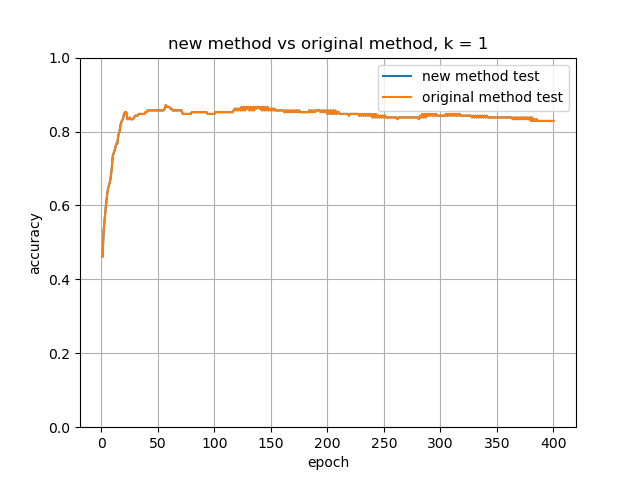 new method vs original method, k = 1
new method test
original method test
1.0
0.8
0.6
0.4
0.2
0.0
accuracy
0 50 100 150 200 250 300 350 400
epoch